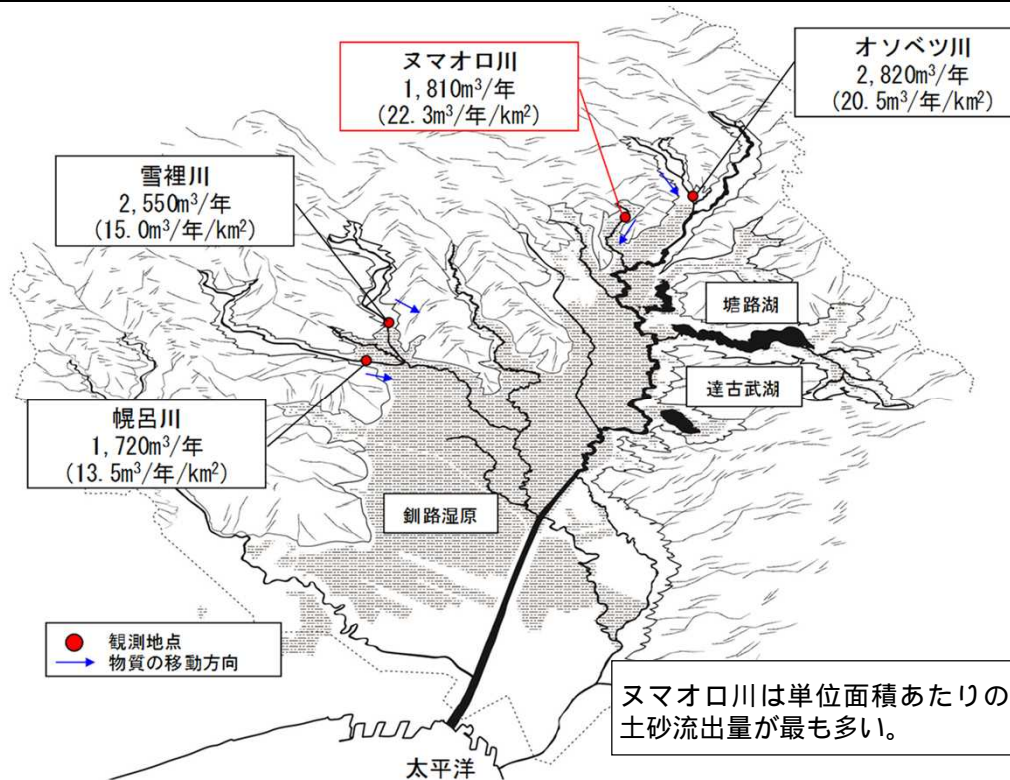 ヌマオロ川
1,810m³/年
(22.3m³/年/km²)
オソベツ川
2,820m³/年
(20.5m³/年/km²)
雪裡川
2,550m³/年
(15.0m³/年/km²)
幌呂川
1,720m³/年
(13.5m³/年/km²)
塘路湖
達古武湖
釧路湿原
観測地点
物質の移動方向
ヌマオロ川は単位面積あたりの
土砂流出量が最も多い。
太平洋